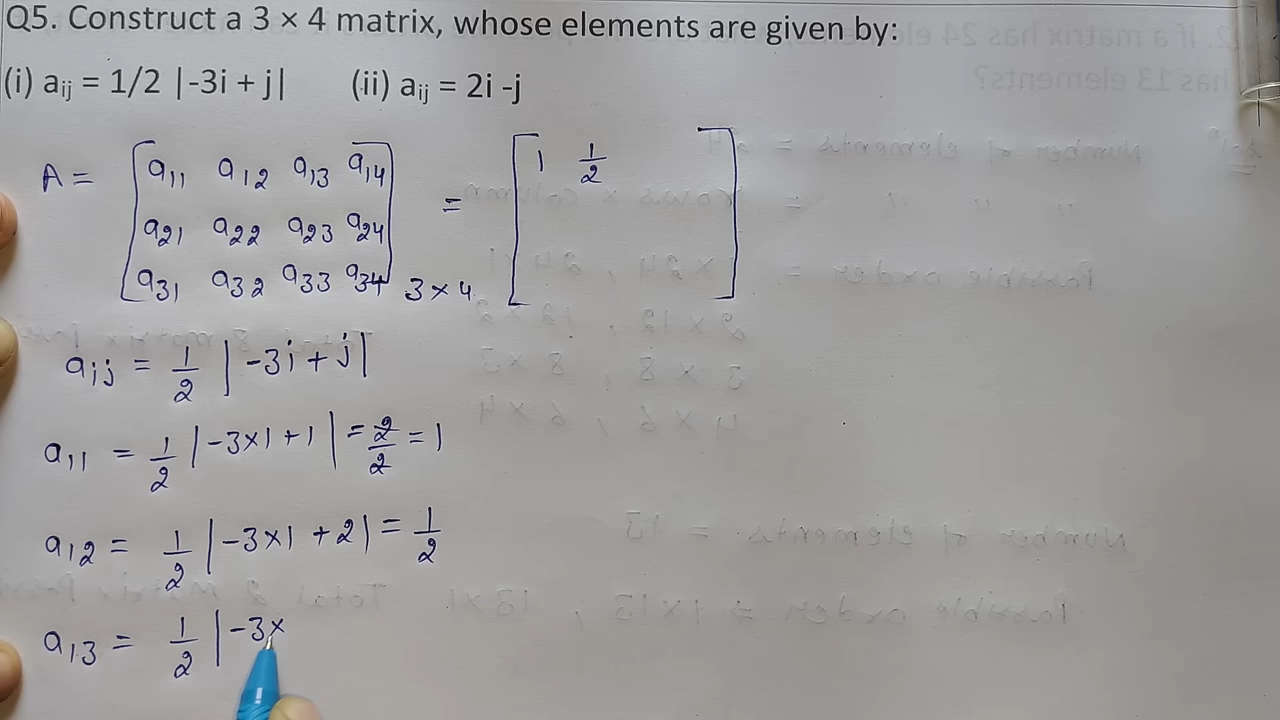 Q5. Construct a 3 × 4 matrix, whose elements are given by:
(i) aᵢⱼ = 1/2 |-3i + j| (ii) aᵢⱼ = 2i -j
A = [ a₁₁ a₁₂ a₁₃ a₁₄ = [ 1 1/2 ]
a₂₁ a₂₂ a₂₃ a₂₄
a₃₁ a₃₂ a₃₃ a₃₄ ] 3 × 4
aᵢⱼ = 1/2 |-3i + j|
a₁₁ = 1/2 |-3×1 + 1| = 2/2 = 1
a₁₂ = 1/2 |-3×1 + 2| = 1/2
a₁₃ = 1/2 |-3×